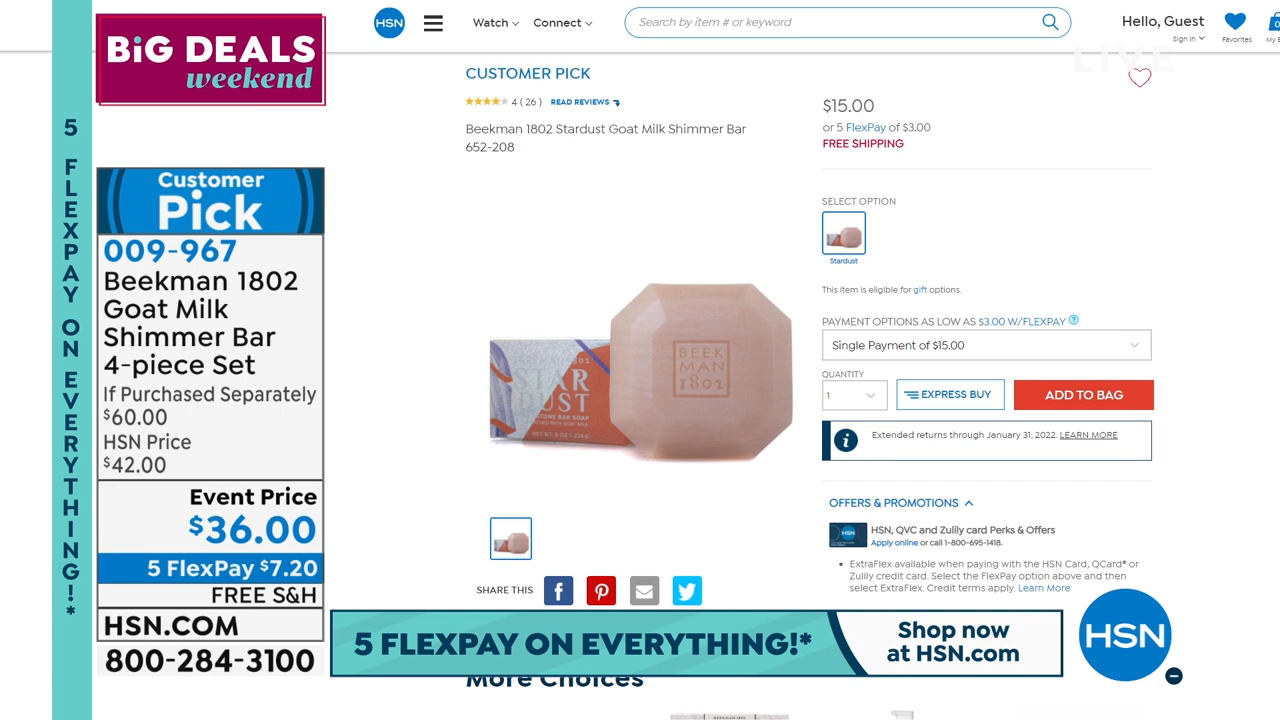 BiG DEALS
weekend
5 FLEXPAY ON EVERYTHING!*
Customer
Pick
009-967
Beekman 1802
Goat Milk
Shimmer Bar
4-piece Set
If Purchased Separately
$60.00
HSN Price
$42.00
Event Price
$36.00
5 FlexPay $7.20
FREE S&H
HSN.COM
800-284-3100
HSN
Watch
Connect
Search by item # or keyword
Hello, Guest
Sign In
Favorites
0
LIVE
CUSTOMER PICK
4 ( 26 ) READ REVIEWS
Beekman 1802 Stardust Goat Milk Shimmer Bar
652-208
STAR
DUST
BEEK
MAN
1802
SHARE THIS
$15.00
or 5 FlexPay of $3.00
FREE SHIPPING
SELECT OPTION
Stardust
This item is eligible for gift options.
PAYMENT OPTIONS AS LOW AS $3.00 W/FLEXPAY ?
Single Payment of $15.00
QUANTITY
1
EXPRESS BUY
ADD TO BAG
Extended returns through January 31, 2022. LEARN MORE
OFFERS & PROMOTIONS
HSN
HSN, QVC and Zulily card Perks & Offers
Apply online or call 1-800-695-1418.
• ExtraFlex available when paying with the HSN Card, QCard® or
Zulily credit card. Select the FlexPay option above and then
select ExtraFlex. Credit terms apply. Learn More
5 FLEXPAY ON EVERYTHING!*
Shop now
at HSN.com
HSN
More Choices